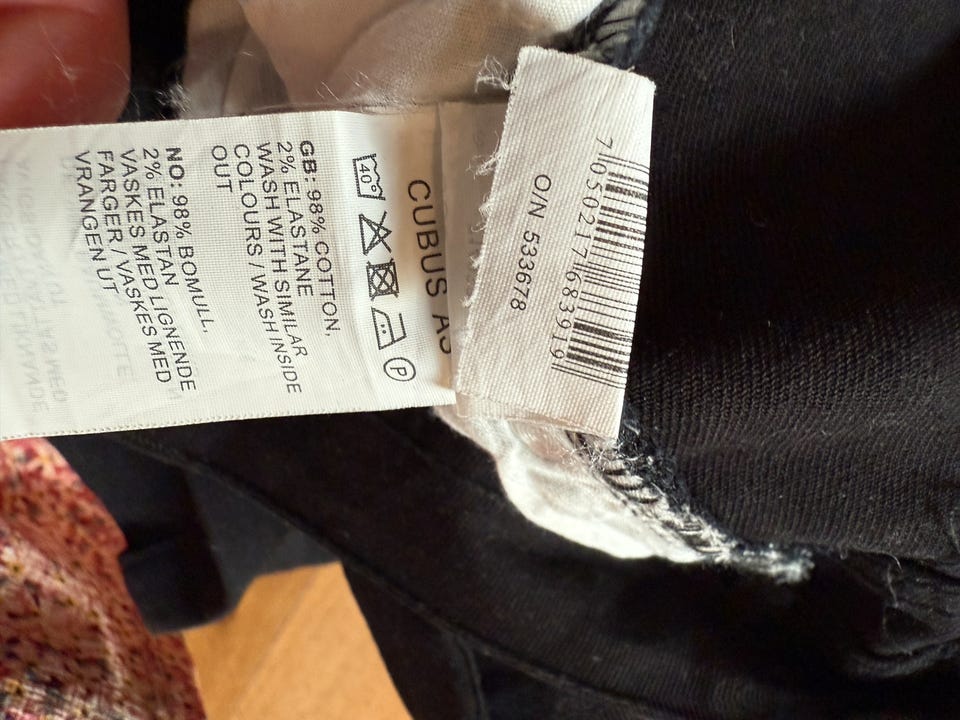 7050217683919
O/N 533678
CUBUS AS
40°
P
GB: 98% COTTON,
2% ELASTANE
WASH WITH SIMILAR
COLOURS / WASH INSIDE
OUT
NO: 98% BOMULL,
2% ELASTAN
VASKES MED LIGNENDE
FARGER / VASKES MED
VRANGEN UT